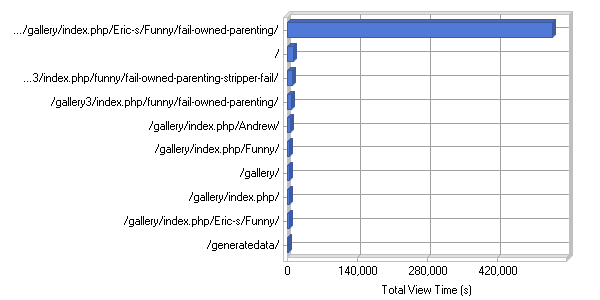 .../gallery/index.php/Eric-s/Funny/fail-owned-parenting/
/
...3/index.php/funny/fail-owned-parenting-stripper-fail/
/gallery3/index.php/funny/fail-owned-parenting/
/gallery/index.php/Andrew/
/gallery/index.php/Funny/
/gallery/
/gallery/index.php/
/gallery/index.php/Eric-s/Funny/
/generatedata/
0 140,000 280,000 420,000
Total View Time (s)